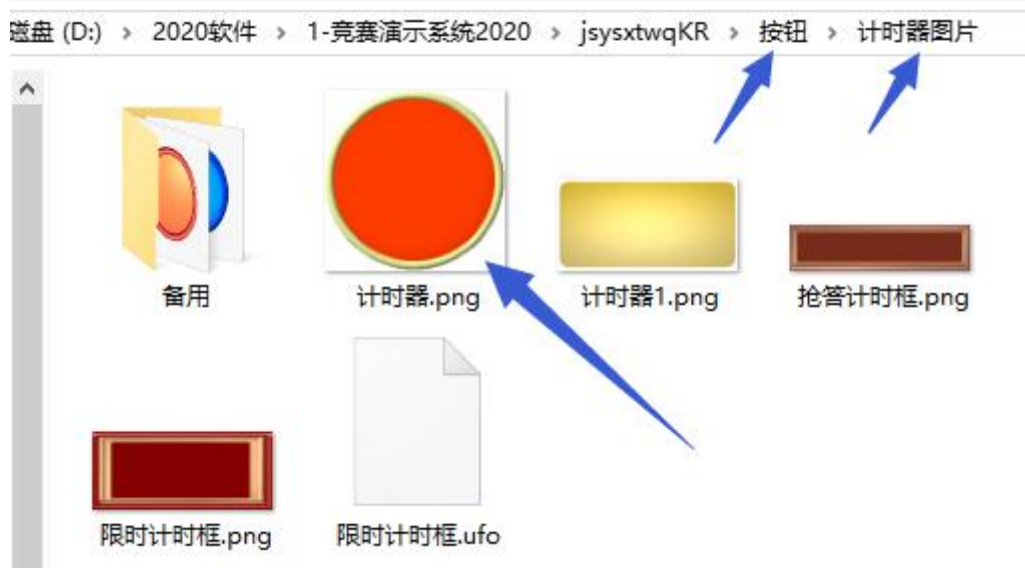 磁盘 (D:) › 2020软件 › 1-竞赛演示系统2020 › jsysxtwqKR › 按钮 › 计时器图片
备用 计时器.png 计时器1.png 抢答计时框.png
限时计时框.png 限时计时框.ufo